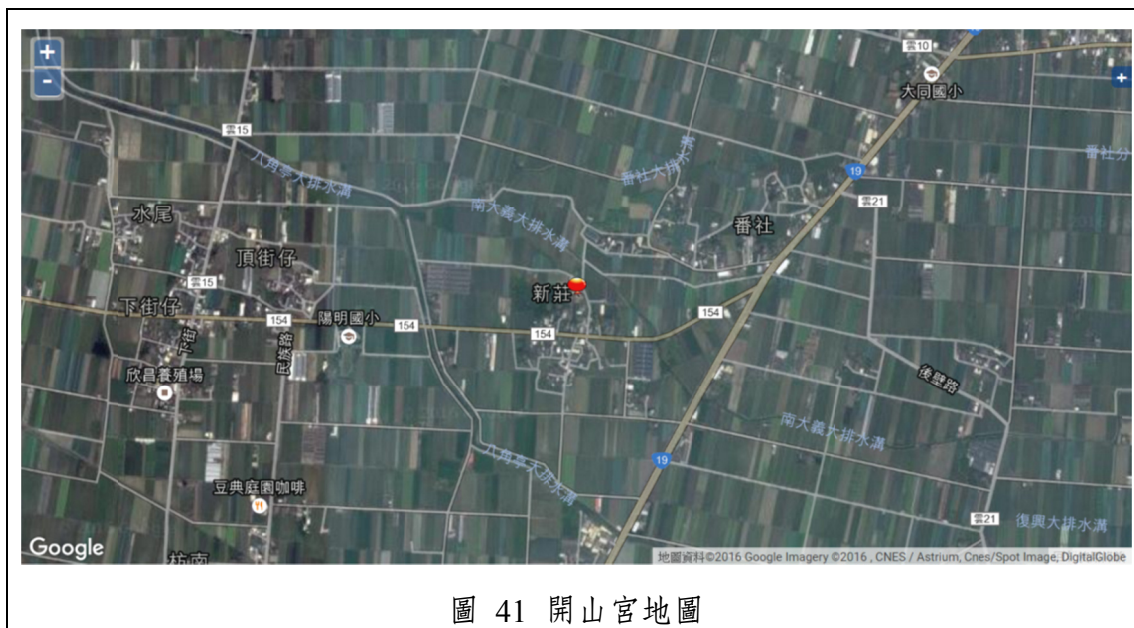 +
-
雲10
大同國小
+
19
雲15
八角亭大排水溝
番社大排水
番社分
雲21
水尾
頂街仔
南大義大排水溝
番社
新莊
雲15
下街仔
154
陽明國小
154
154
154
下街
民族路
欣昌養殖場
後壁路
南大義大排水溝
19
八角亭大排水溝
豆典庭園咖啡
雲21
復興大排水溝
Google
地圖資料©2016 Google Imagery ©2016 , CNES / Astrium, Cnes/Spot Image, DigitalGlobe
圖 41 開山宮地圖